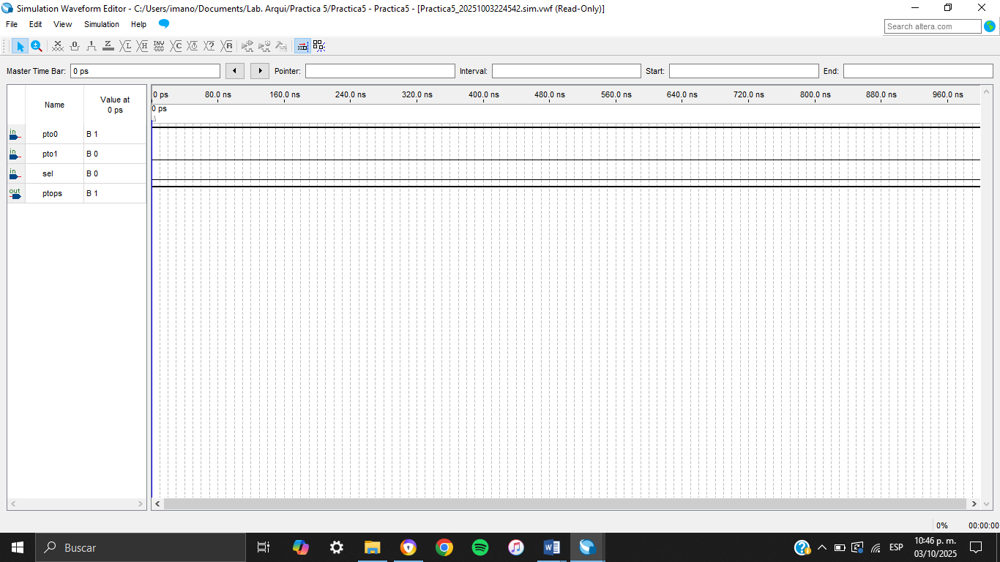 Simulation Waveform Editor - C:/Users/imano/Documents/Lab. Arqui/Practica 5/Practica5 - Practica5 - [Practica5_20251003224542.sim.vwf (Read-Only)]
File Edit View Simulation Help
Search altera.com
Master Time Bar: 0 ps Pointer: Interval: Start: End:
Name Value at 0 ps
0 ps 80.0 ns 160.0 ns 240.0 ns 320.0 ns 400.0 ns 480.0 ns 560.0 ns 640.0 ns 720.0 ns 800.0 ns 880.0 ns 960.0 ns
0 ps
in pto0 B 1
in pto1 B 0
in sel B 0
out ptops B 1
0% 00:00:00
Buscar
ESP
10:46 p. m.
03/10/2025